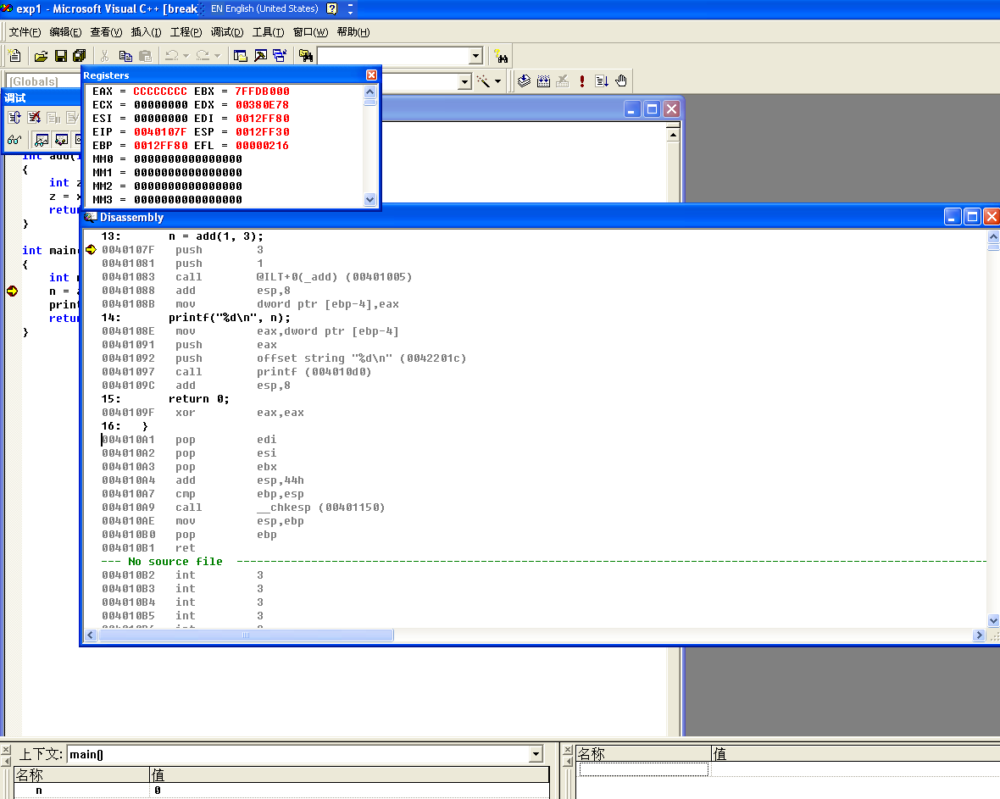 exp1 - Microsoft Visual C++ [break
EN English (United States)
文件(F) 编辑(E) 查看(V) 插入(I) 工程(P) 调试(D) 工具(T) 窗口(W) 帮助(H)
[Globals]
Registers
EAX = CCCCCCCC EBX = 7FFDB000
ECX = 00000000 EDX = 00380E78
ESI = 00000000 EDI = 0012FF80
EIP = 0040107F ESP = 0012FF30
EBP = 0012FF80 EFL = 00000216
MM0 = 0000000000000000
MM1 = 0000000000000000
MM2 = 0000000000000000
MM3 = 0000000000000000
调试
int add(
{
int z
z = x
retur
}
int main(
{
int n
n = a
print
retur
}
Disassembly
13: n = add(1, 3);
0040107F push 3
00401081 push 1
00401083 call @ILT+0(_add) (00401005)
00401088 add esp,8
0040108B mov dword ptr [ebp-4],eax
14: printf("%d\n", n);
0040108E mov eax,dword ptr [ebp-4]
00401091 push eax
00401092 push offset string "%d\n" (0042201c)
00401097 call printf (004010d0)
0040109C add esp,8
15: return 0;
0040109F xor eax,eax
16: }
004010A1 pop edi
004010A2 pop esi
004010A3 pop ebx
004010A4 add esp,44h
004010A7 cmp ebp,esp
004010A9 call __chkesp (00401150)
004010AE mov esp,ebp
004010B0 pop ebp
004010B1 ret
--- No source file
004010B2 int 3
004010B3 int 3
004010B4 int 3
004010B5 int 3
上下文: main()
名称 值
n 0
名称 值